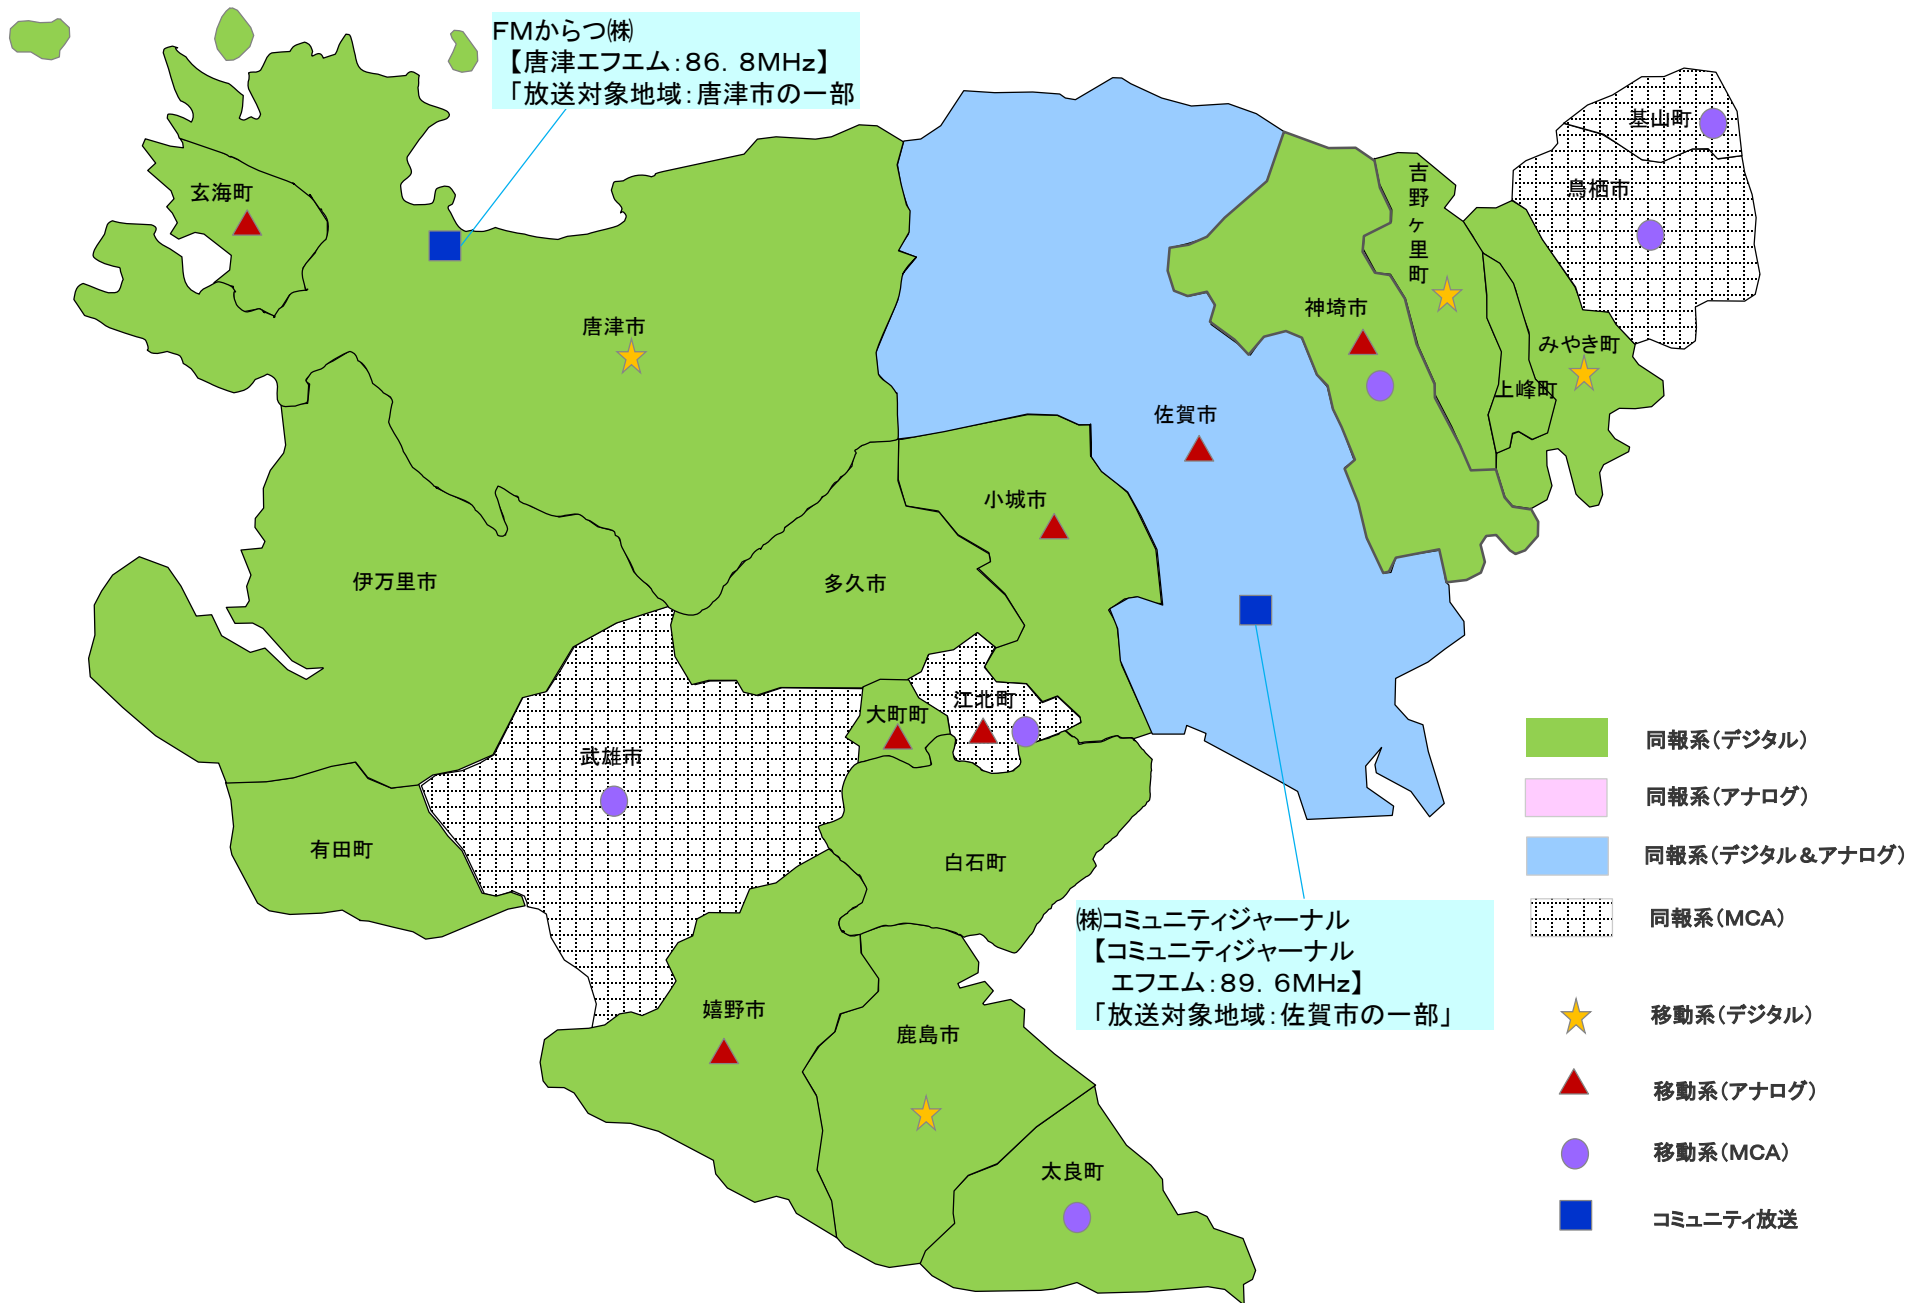 FMからつ㈱
【唐津エフエム：86．8MHz】
「放送対象地域：唐津市の一部
基山町
鳥栖市
吉野ヶ里町
玄海町
神埼市
唐津市
みやき町
上峰町
佐賀市
小城市
伊万里市
多久市
江北町
大町町
武雄市
有田町
白石町
嬉野市
鹿島市
太良町
㈱コミュニティジャーナル
【コミュニティジャーナル
エフエム：89．6MHz】
「放送対象地域：佐賀市の一部」
同報系（デジタル）
同報系（アナログ）
同報系（デジタル＆アナログ）
同報系（MCA）
移動系（デジタル）
移動系（アナログ）
移動系（MCA）
コミュニティ放送